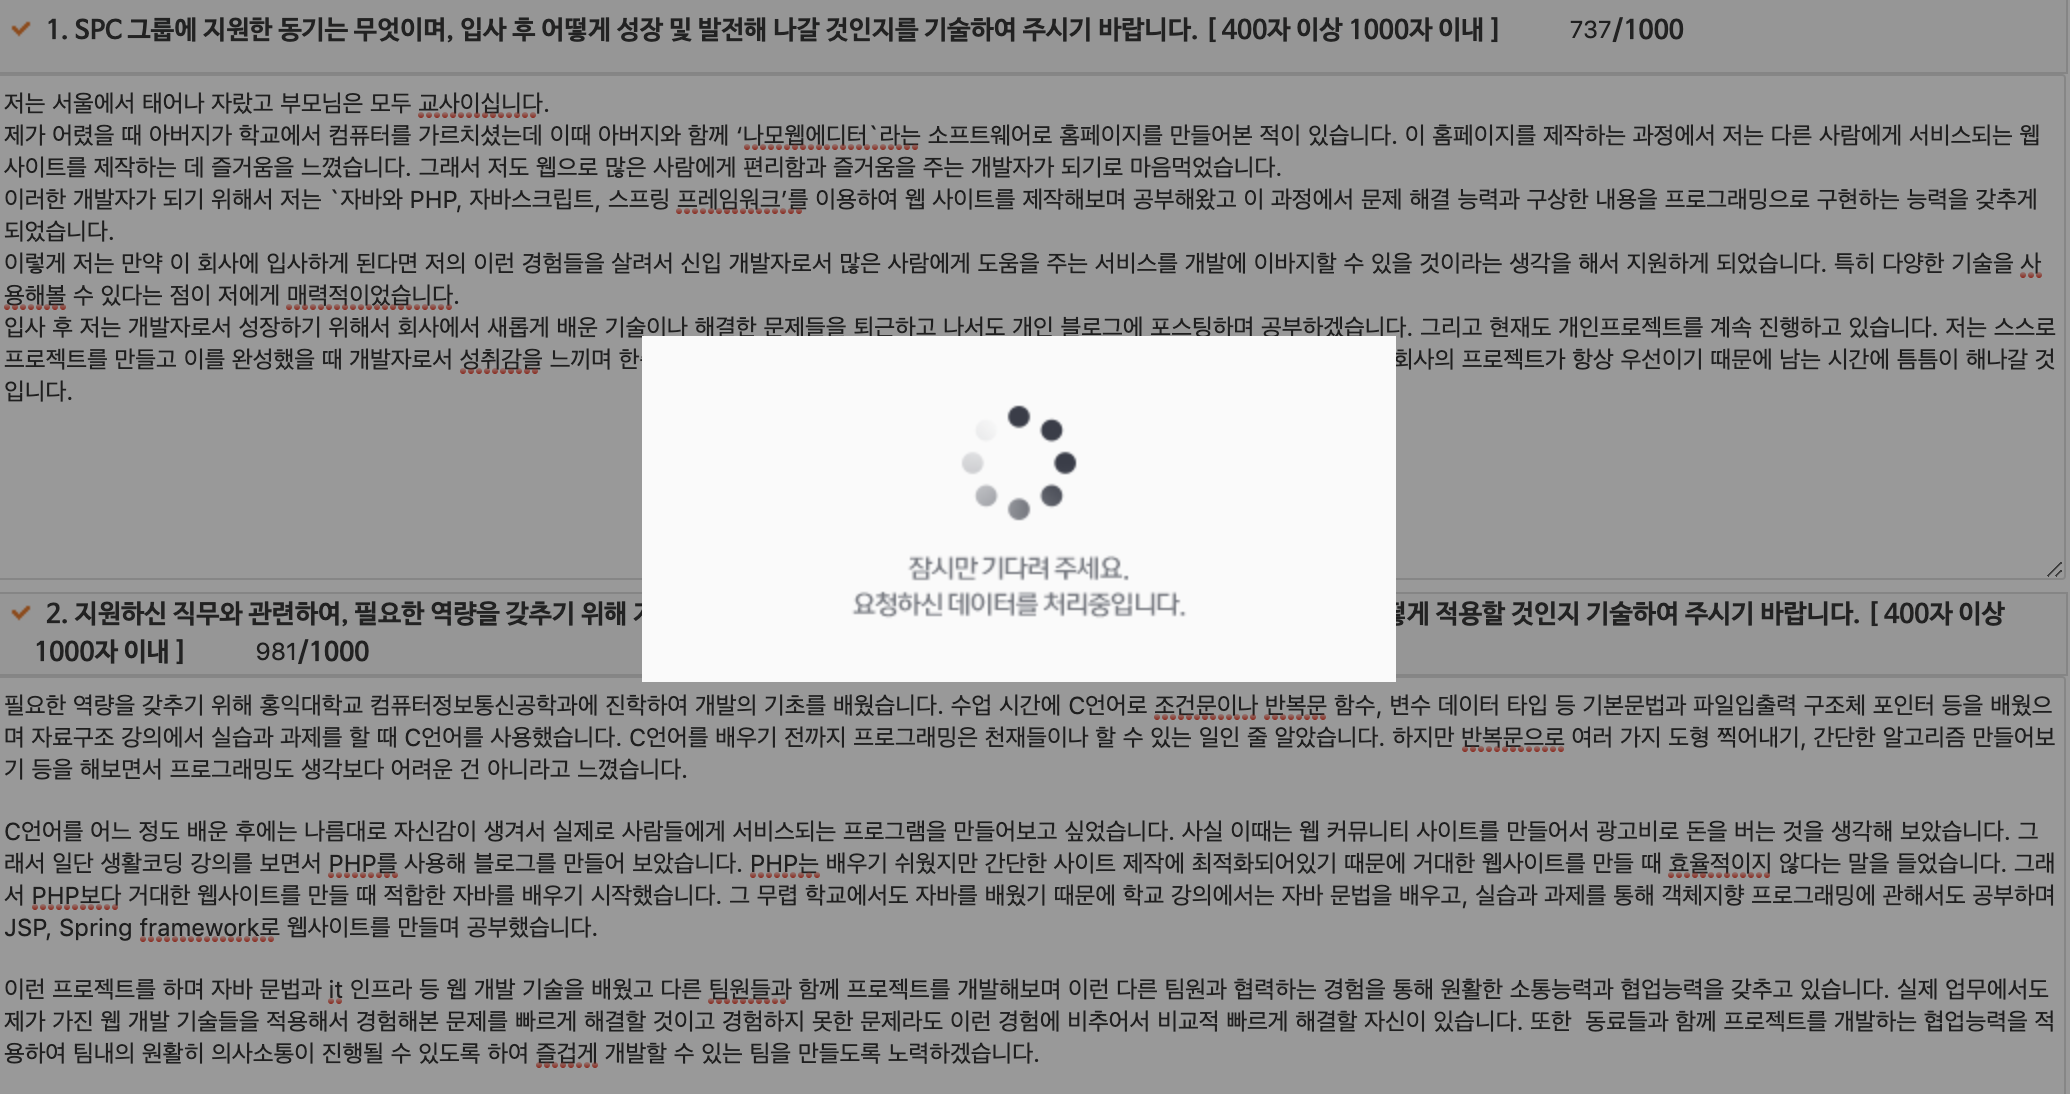 1. SPC 그룹에 지원한 동기는 무엇이며, 입사 후 어떻게 성장 및 발전해 나갈 것인지를 기술하여 주시기 바랍니다. [ 400자 이상 1000자 이내 ] 737/1000
저는 서울에서 태어나 자랐고 부모님은 모두 교사이십니다.
제가 어렸을 때 아버지가 학교에서 컴퓨터를 가르치셨는데 이때 아버지와 함께 ‘나모웹에디터`라는 소프트웨어로 홈페이지를 만들어본 적이 있습니다. 이 홈페이지를 제작하는 과정에서 저는 다른 사람에게 서비스되는 웹
사이트를 제작하는 데 즐거움을 느꼈습니다. 그래서 저도 웹으로 많은 사람에게 편리함과 즐거움을 주는 개발자가 되기로 마음먹었습니다.
이러한 개발자가 되기 위해서 저는 `자바와 PHP, 자바스크립트, 스프링 프레임워크’를 이용하여 웹 사이트를 제작해보며 공부해왔고 이 과정에서 문제 해결 능력과 구상한 내용을 프로그래밍으로 구현하는 능력을 갖추게
되었습니다.
이렇게 저는 만약 이 회사에 입사하게 된다면 저의 이런 경험들을 살려서 신입 개발자로서 많은 사람에게 도움을 주는 서비스를 개발에 이바지할 수 있을 것이라는 생각을 해서 지원하게 되었습니다. 특히 다양한 기술을 사
용해볼 수 있다는 점이 저에게 매력적이었습니다.
입사 후 저는 개발자로서 성장하기 위해서 회사에서 새롭게 배운 기술이나 해결한 문제들을 퇴근하고 나서도 개인 블로그에 포스팅하며 공부하겠습니다. 그리고 현재도 개인프로젝트를 계속 진행하고 있습니다. 저는 스스로
프로젝트를 만들고 이를 완성했을 때 개발자로서 성취감을 느끼며 회사의 프로젝트가 항상 우선이기 때문에 남는 시간에 틈틈이 해나갈 것
입니다.
잠시만 기다려 주세요.
요청하신 데이터를 처리중입니다.
2. 지원하신 직무와 관련하여, 필요한 역량을 갖추기 위해 적용할 것인지 기술하여 주시기 바랍니다. [ 400자 이상
1000자 이내 ] 981/1000
필요한 역량을 갖추기 위해 홍익대학교 컴퓨터정보통신공학과에 진학하여 개발의 기초를 배웠습니다. 수업 시간에 C언어로 조건문이나 반복문 함수, 변수 데이터 타입 등 기본문법과 파일입출력 구조체 포인터 등을 배웠으
며 자료구조 강의에서 실습과 과제를 할 때 C언어를 사용했습니다. C언어를 배우기 전까지 프로그래밍은 천재들이나 할 수 있는 일인 줄 알았습니다. 하지만 반복문으로 여러 가지 도형 찍어내기, 간단한 알고리즘 만들어보
기 등을 해보면서 프로그래밍도 생각보다 어려운 건 아니라고 느꼈습니다.
C언어를 어느 정도 배운 후에는 나름대로 자신감이 생겨서 실제로 사람들에게 서비스되는 프로그램을 만들어보고 싶었습니다. 사실 이때는 웹 커뮤니티 사이트를 만들어서 광고비로 돈을 버는 것을 생각해 보았습니다. 그
래서 일단 생활코딩 강의를 보면서 PHP를 사용해 블로그를 만들어 보았습니다. PHP는 배우기 쉬웠지만 간단한 사이트 제작에 최적화되어있기 때문에 거대한 웹사이트를 만들 때 효율적이지 않다는 말을 들었습니다. 그래
서 PHP보다 거대한 웹사이트를 만들 때 적합한 자바를 배우기 시작했습니다. 그 무렵 학교에서도 자바를 배웠기 때문에 학교 강의에서는 자바 문법을 배우고, 실습과 과제를 통해 객체지향 프로그래밍에 관해서도 공부하며
JSP, Spring framework로 웹사이트를 만들며 공부했습니다.
이런 프로젝트를 하며 자바 문법과 it 인프라 등 웹 개발 기술을 배웠고 다른 팀원들과 함께 프로젝트를 개발해보며 이런 다른 팀원과 협력하는 경험을 통해 원활한 소통능력과 협업능력을 갖추고 있습니다. 실제 업무에서도
제가 가진 웹 개발 기술들을 적용해서 경험해본 문제를 빠르게 해결할 것이고 경험하지 못한 문제라도 이런 경험에 비추어서 비교적 빠르게 해결할 자신이 있습니다. 또한 동료들과 함께 프로젝트를 개발하는 협업능력을 적
용하여 팀내의 원활히 의사소통이 진행될 수 있도록 하여 즐겁게 개발할 수 있는 팀을 만들도록 노력하겠습니다.